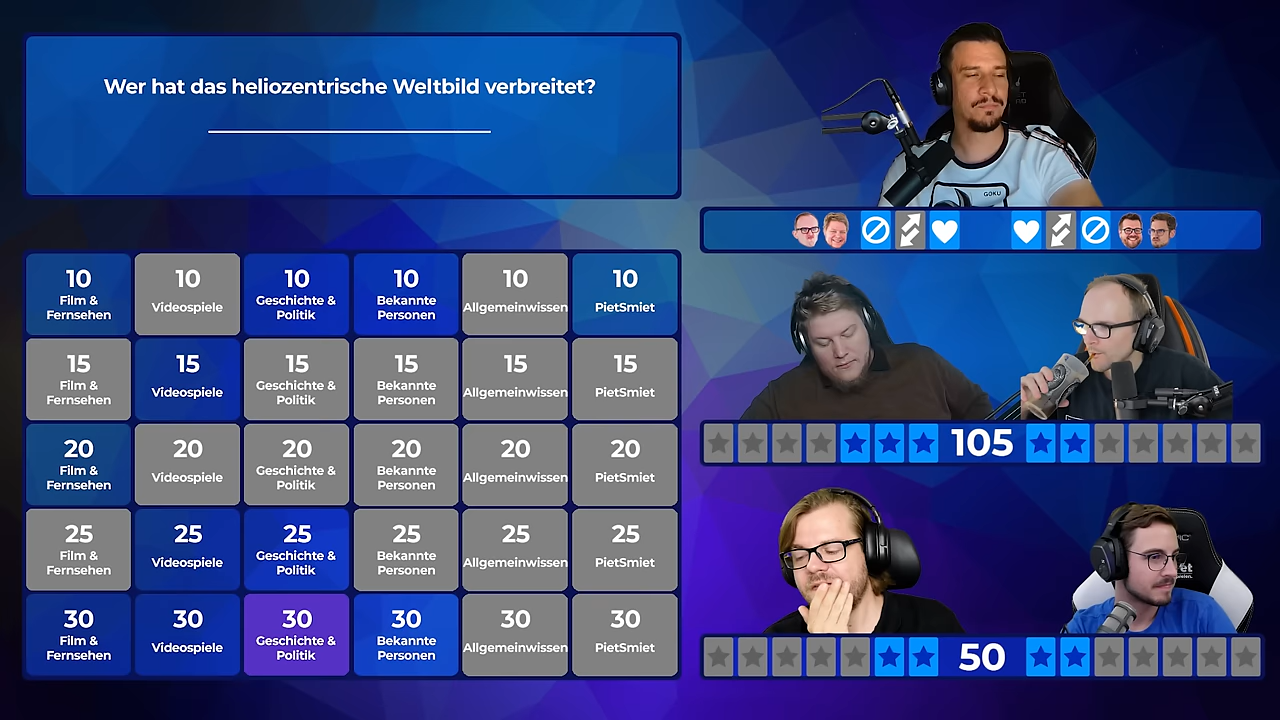 Wer hat das heliozentrische Weltbild verbreitet?
10
Film &
Fernsehen
10
Videospiele
10
Geschichte &
Politik
10
Bekannte
Personen
10
Allgemeinwissen
10
PietSmiet
15
Film &
Fernsehen
15
Videospiele
15
Geschichte &
Politik
15
Bekannte
Personen
15
Allgemeinwissen
15
PietSmiet
20
Film &
Fernsehen
20
Videospiele
20
Geschichte &
Politik
20
Bekannte
Personen
20
Allgemeinwissen
20
PietSmiet
25
Film &
Fernsehen
25
Videospiele
25
Geschichte &
Politik
25
Bekannte
Personen
25
Allgemeinwissen
25
PietSmiet
30
Film &
Fernsehen
30
Videospiele
30
Geschichte &
Politik
30
Bekannte
Personen
30
Allgemeinwissen
30
PietSmiet
GOKU
105
50